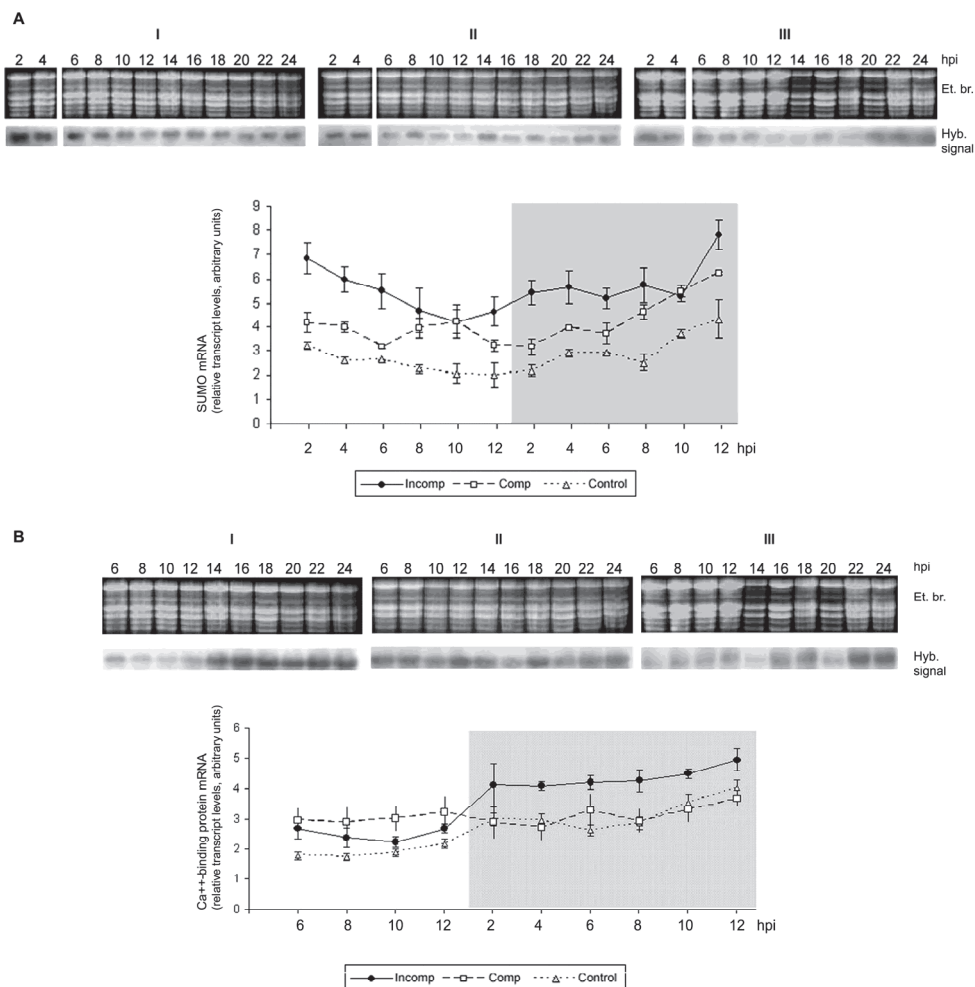 A
I II III
2 4 6 8 10 12 14 16 18 20 22 24 2 4 6 8 10 12 14 16 18 20 22 24 2 4 6 8 10 12 14 16 18 20 22 24 hpi
Et. br.
Hyb.
signal
SUMO mRNA
(relative transcript levels, arbitrary units)
9
8
7
6
5
4
3
2
1
0
2 4 6 8 10 12 2 4 6 8 10 12 hpi
Incomp Comp Control
B
I II III
6 8 10 12 14 16 18 20 22 24 6 8 10 12 14 16 18 20 22 24 6 8 10 12 14 16 18 20 22 24 hpi
Et. br.
Hyb.
signal
Ca++-binding protein mRNA
(relative transcript levels, arbitrary units)
6
5
4
3
2
1
0
6 8 10 12 2 4 6 8 10 12 hpi
Incomp Comp Control